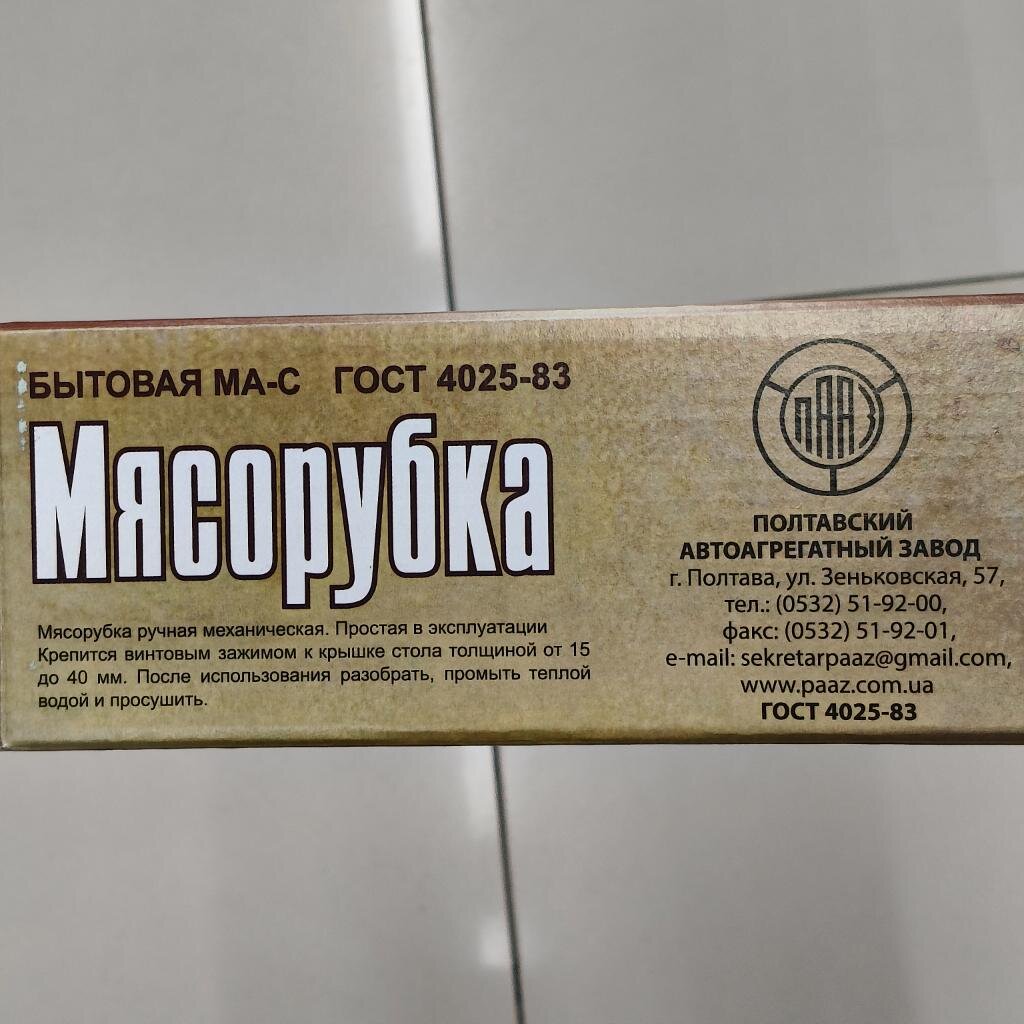 БЫТОВАЯ МА-С ГОСТ 4025-83
Мясорубка
Мясорубка ручная механическая. Простая в эксплуатации
Крепится винтовым зажимом к крышке стола толщиной от 15
до 40 мм. После использования разобрать, промыть теплой
водой и просушить.
ПААЗ
ПОЛТАВСКИЙ
АВТОАГРЕГАТНЫЙ ЗАВОД
г. Полтава, ул. Зеньковская, 57,
тел.: (0532) 51-92-00,
факс: (0532) 51-92-01,
e-mail: sekretarpaaz@gmail.com,
www.paaz.com.ua
ГОСТ 4025-83